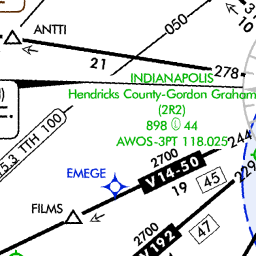 ANTTI
050
21
278
INDIANAPOLIS
Hendricks County-Gordon Graham
(2R2)
898 44
AWOS-3PT 118.025
5.3 TTH 100
2700
244
EMEGE
V14-50
229
19
45
FILMS
2700
V192
47